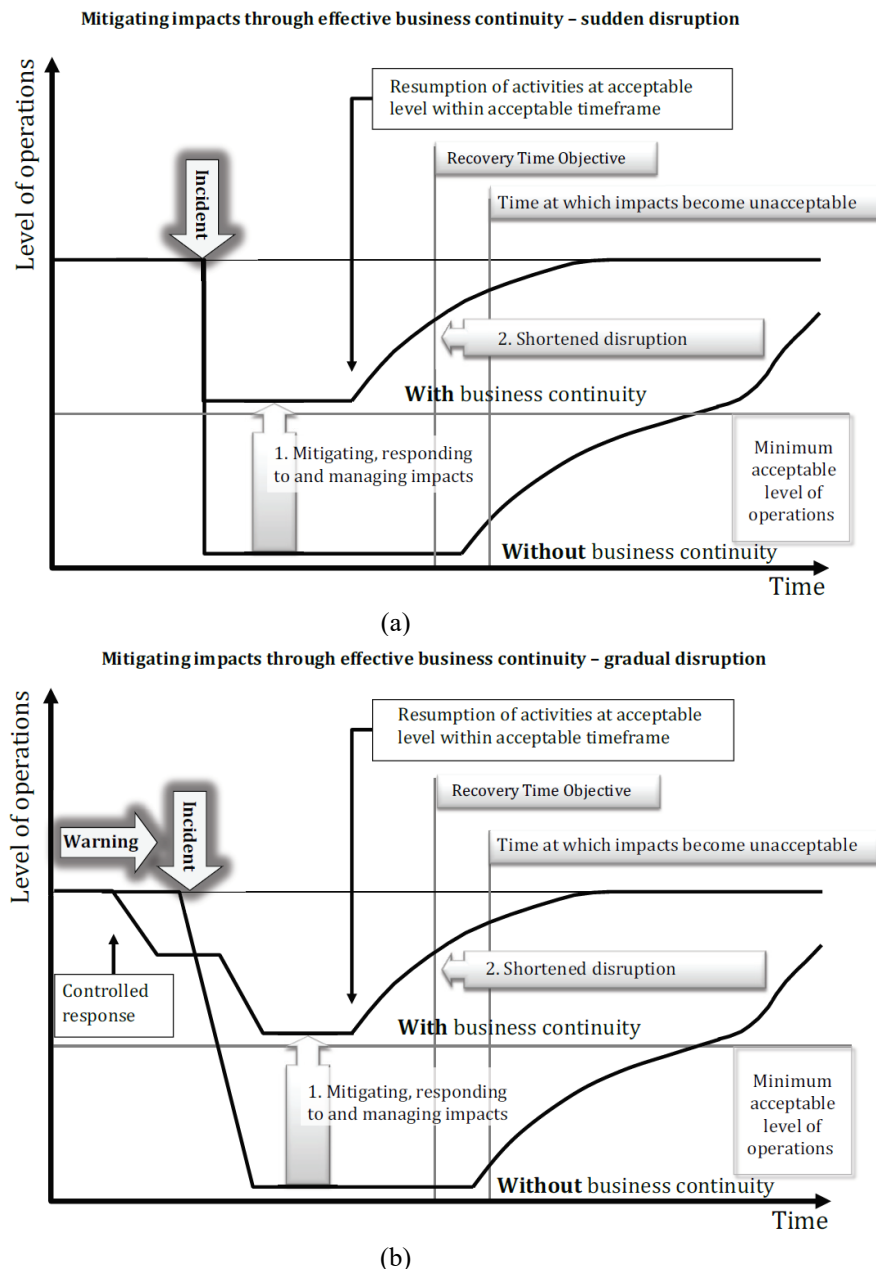 Mitigating impacts through effective business continuity – sudden disruption
Level of operations
Incident
Resumption of activities at acceptable
level within acceptable timeframe
Recovery Time Objective
Time at which impacts become unacceptable
2. Shortened disruption
With business continuity
1. Mitigating, responding
to and managing impacts
Minimum
acceptable
level of
operations
Without business continuity
Time
(a)
Mitigating impacts through effective business continuity – gradual disruption
Level of operations
Warning
Incident
Resumption of activities at acceptable
level within acceptable timeframe
Recovery Time Objective
Time at which impacts become unacceptable
Controlled
response
2. Shortened disruption
With business continuity
1. Mitigating, responding
to and managing impacts
Minimum
acceptable
level of
operations
Without business continuity
Time
(b)